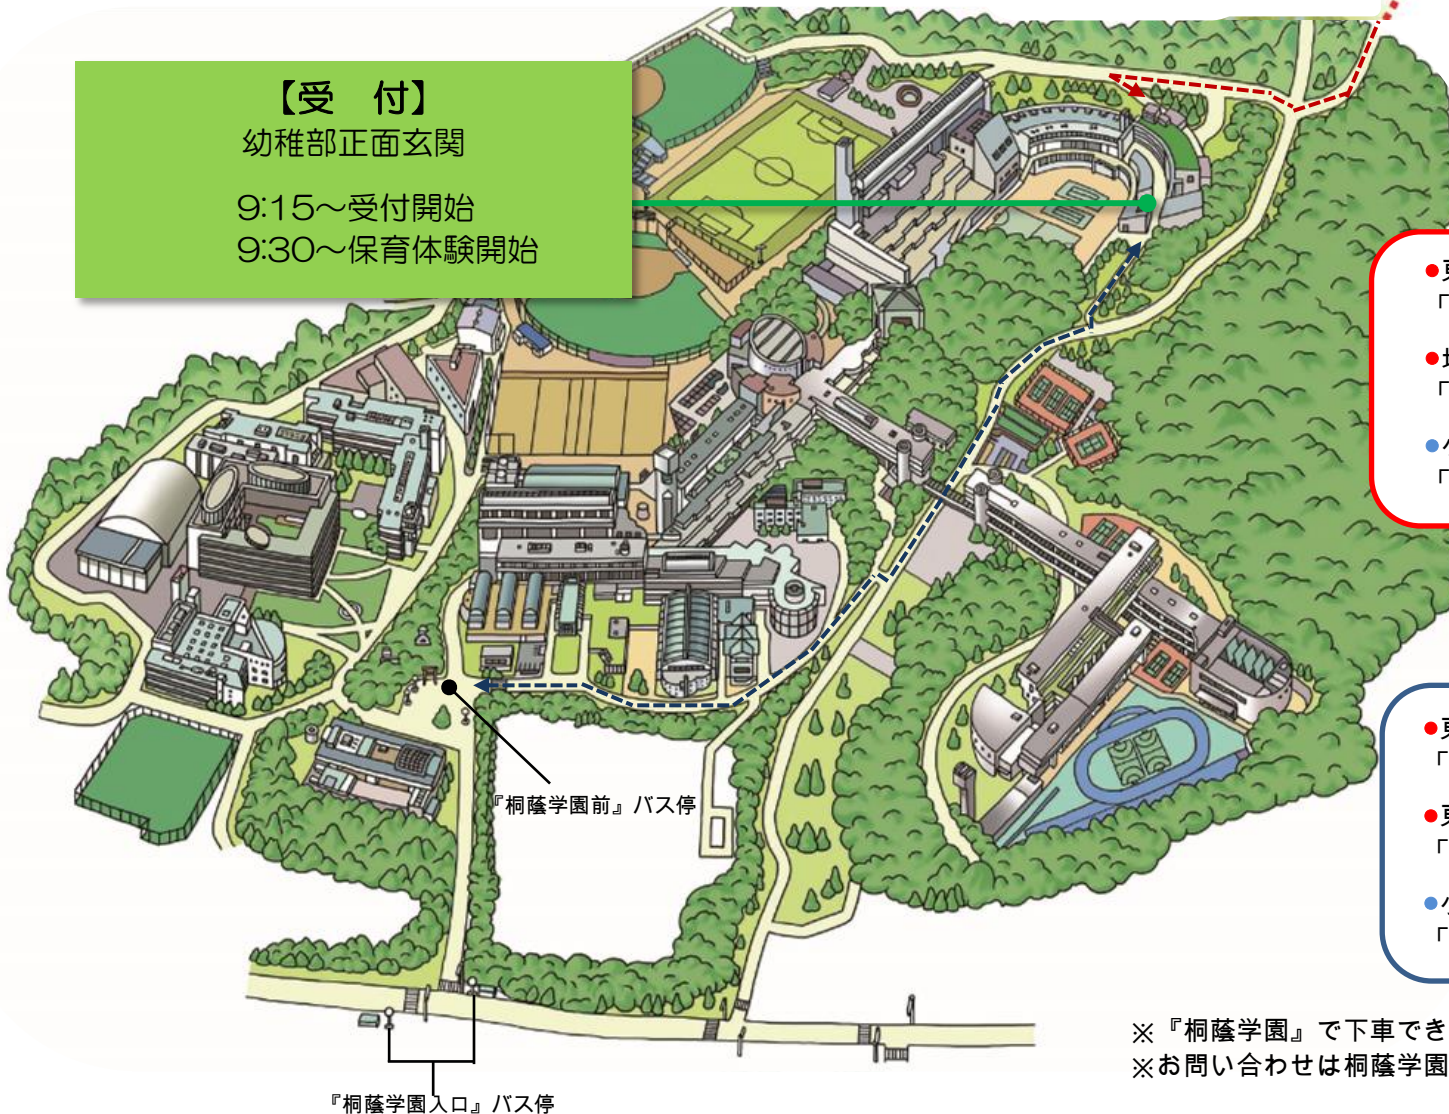 【受 付】
幼稚部正面玄関
9:15～受付開始
9:30～保育体験開始
●
「
●
「
●
「
『桐蔭学園前』バス停
●
「
●
「
●
「
※『桐蔭学園』で下車でき
※お問い合わせは桐蔭学園
『桐蔭学園入口』バス停